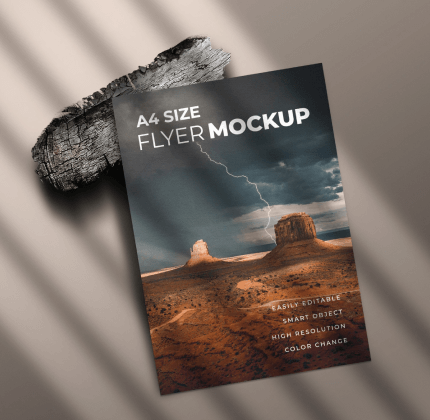 A4 SIZE
FLYER MOCKUP
EASILY EDITABLE
SMART OBJECT
HIGH RESOLUTION
COLOR CHANGE